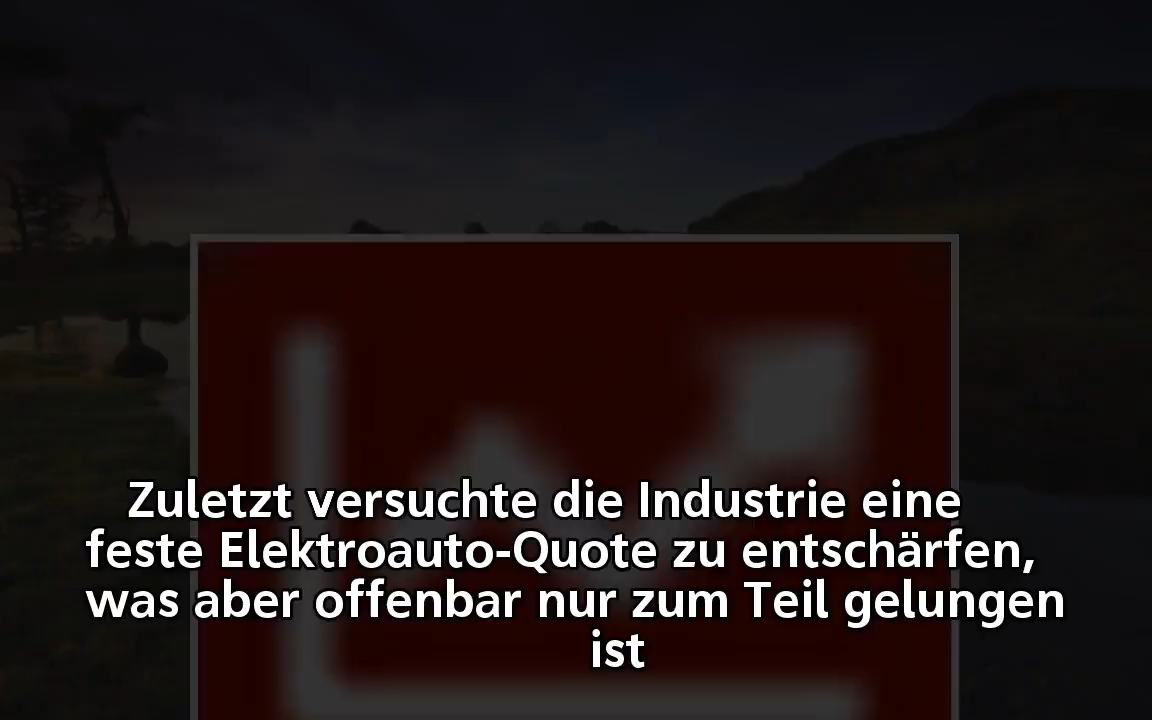 Zuletzt versuchte die Industrie eine
feste Elektroauto-Quote zu entschärfen,
was aber offenbar nur zum Teil gelungen
ist